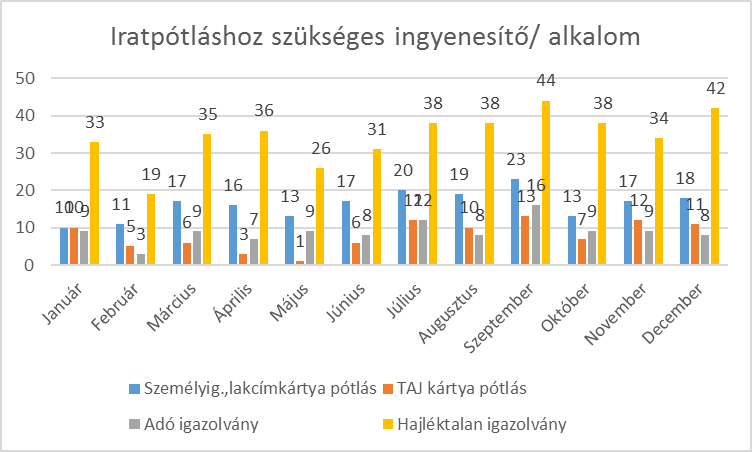 Iratpótláshoz szükséges ingyenesítő/ alkalom
50
40
30
20
10
0
10 10 9 33
11 5 3 19
17 6 9 35
16 3 7 36
13 1 9 26
17 6 8 31
20 12 12 38
19 10 8 38
23 13 16 44
13 7 9 38
17 12 9 34
18 11 8 42
Január
Február
Március
Április
Május
Június
Július
Augusztus
Szeptember
Október
November
December
Személyig.,lakcímkártya pótlás
TAJ kártya pótlás
Adó igazolvány
Hajléktalan igazolvány